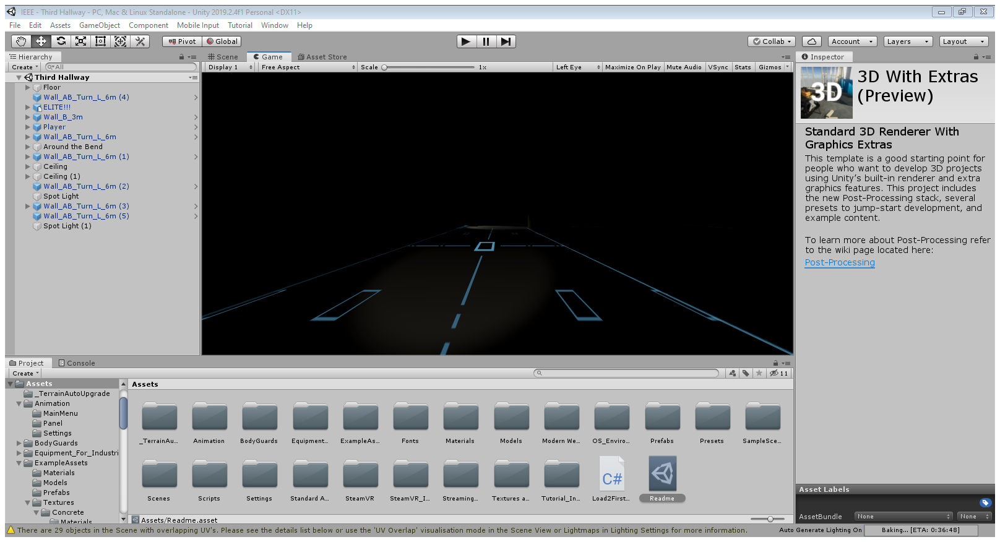 IEEE - Third Hallway - PC, Mac & Linux Standalone - Unity 2019.2.4f1 Personal <DX11>
File Edit Assets GameObject Component Mobile Input Tutorial Window Help
Pivot Global Collab Account Layers Layout
Hierarchy
Create All
Third Hallway
Floor
Wall_AB_Turn_L_6m (4)
ELITE!!!
Wall_B_3m
Player
Wall_AB_Turn_L_6m
Around the Bend
Wall_AB_Turn_L_6m (1)
Ceiling
Ceiling (1)
Wall_AB_Turn_L_6m (2)
Spot Light
Wall_AB_Turn_L_6m (3)
Wall_AB_Turn_L_6m (5)
Spot Light (1)
Scene Game Asset Store
Display 1 Free Aspect Scale 1x Left Eye Maximize On Play Mute Audio VSync Stats Gizmos
Inspector
3D
3D With Extras
(Preview)
Standard 3D Renderer With
Graphics Extras
This template is a good starting point for
people who want to develop 3D projects
using Unity's built-in renderer and extra
graphics features. This project includes
the new Post-Processing stack, several
presets to jump-start development, and
example content.
To learn more about Post-Processing refer
to the wiki page located here:
Post-Processing
Project Console
Create 11
Assets
_TerrainAutoUpgrade
Animation
MainMenu
Panel
Settings
BodyGuards
Equipment_For_Industri
ExampleAssets
Materials
Models
Prefabs
Textures
Concrete
Materials
Assets
_TerrainAu... Animation BodyGuards Equipment... ExampleAs... Fonts Materials Models Modern We... OS_Enviro... Prefabs Presets SampleSce...
C#
Scenes Scripts Settings Standard A... SteamVR SteamVR_I... Streaming... Textures a... Tutorial_In... Load2First... Readme
Assets/Readme.asset
Asset Labels
AssetBundle None None
There are 29 objects in the Scene with overlapping UV's. Please see the details list below or use the 'UV Overlap' visualisation mode in the Scene View or Lightmaps in Lighting Settings for more information.
Auto Generate Lighting On Baking... [ETA: 0:36:48]